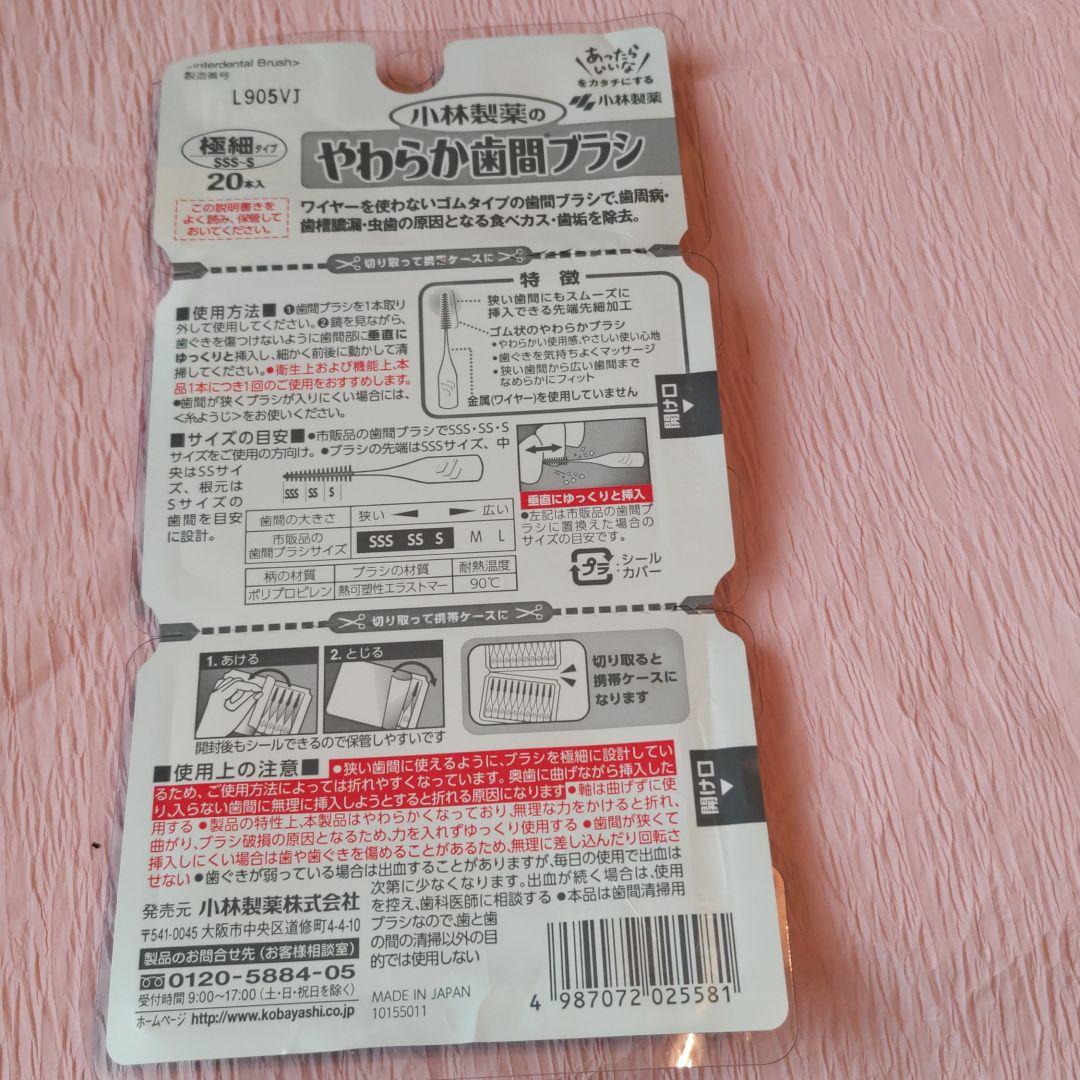 <Interdental Brush>
製造番号
L905VJ
あったら
いいな
をカタチにする
小林製薬
小林製薬の
やわらか歯間ブラシ
極細タイプ
SSS~S
20本入
この説明書きを
よく読み、保管して
おいてください。
ワイヤーを使わないゴムタイプの歯間ブラシで、歯周病・
歯槽膿漏・虫歯の原因となる食べカス・歯垢を除去。
切り取って携帯ケースに
■使用方法■ ❶歯間ブラシを1本取り
外して使用してください。❷鏡を見ながら、
歯ぐきを傷つけないように歯間部に垂直に
ゆっくりと挿入し、細かく前後に動かして清
掃してください。●衛生上および機能上、本
品1本につき1回のご使用をおすすめします。
●歯間が狭くブラシが入りにくい場合には、
<糸ようじ>をお使いください。
特徴
狭い歯間にもスムーズに
挿入できる先端先細加工
ゴム状のやわらかブラシ
・やわらかい使用感、やさしい使い心地
・歯ぐきを気持ちよくマッサージ
・狭い歯間から広い歯間まで
なめらかにフィット
金属(ワイヤー)を使用していません
開け口
■サイズの目安■ ●市販品の歯間ブラシでSSS・SS・S
サイズをご使用の方向け。●ブラシの先端はSSSサイズ、中
央はSSサイ
ズ、根元は
Sサイズの
歯間を目安
に設計。
SSS SS S
歯間の大きさ 狭い 広い
市販品の
歯間ブラシサイズ SSS SS S M L
柄の材質 ブラシの材質 耐熱温度
ポリプロピレン 熱可塑性エラストマー 90℃
垂直にゆっくりと挿入
●左記は市販品の歯間ブ
ラシに置換えた場合の
サイズの目安です。
プラ:シール
カバー
切り取って携帯ケースに
1. あける
2. とじる
開封後もシールできるので保管しやすいです
切り取ると
携帯ケースに
なります
開け口
■使用上の注意■ ●狭い歯間に使えるように、ブラシを極細に設計してい
るため、ご使用方法によっては折れやすくなっています。奥歯に曲げながら挿入した
り、入らない歯間に無理に挿入しようとすると折れる原因になります ●軸は曲げずに使
用する ●製品の特性上、本製品はやわらかくなっており、無理な力をかけると折れ、
曲がり、ブラシ破損の原因となるため、力を入れずゆっくり使用する ●歯間が狭くて
挿入しにくい場合は歯や歯ぐきを傷めることがあるため、無理に差し込んだり回転さ
せない ●歯ぐきが弱っている場合は出血することがありますが、毎日の使用で出血は
次第に少なくなります。出血が続く場合は、使用
を控え、歯科医師に相談する ●本品は歯間清掃用
ブラシなので、歯と歯
の間の清掃以外の目
的では使用しない
発売元 小林製薬株式会社
〒541-0045 大阪市中央区道修町4-4-10
製品のお問合せ先(お客様相談室)
0120-5884-05
受付時間 9:00~17:00(土・日・祝日を除く)
ホームページ http://www.kobayashi.co.jp
MADE IN JAPAN
10155011
4 987072 025581